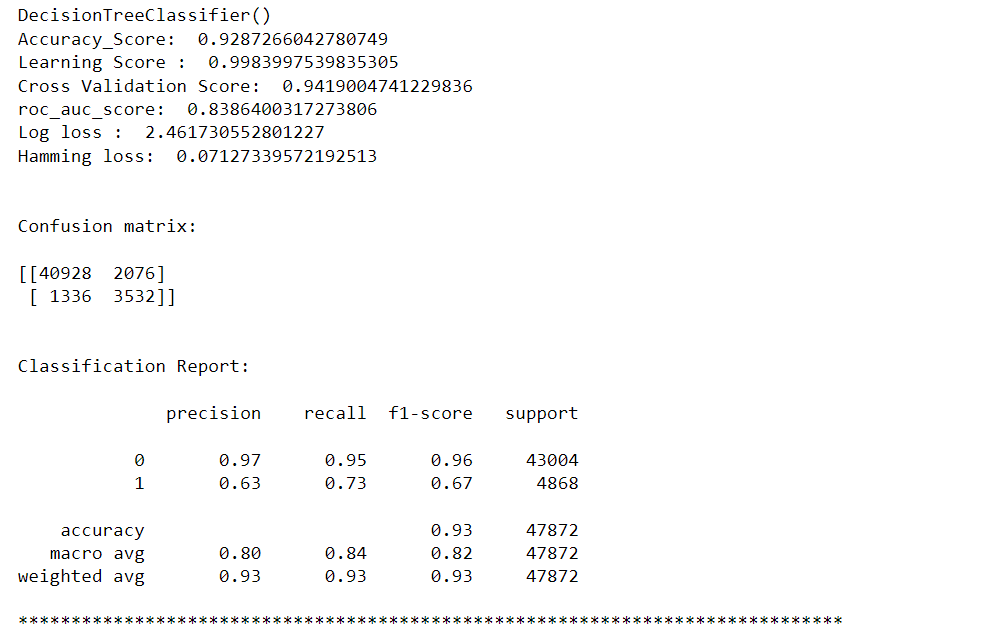 DecisionTreeClassifier()
Accuracy_Score:  0.9287266042780749
Learning Score :  0.9983997539835305
Cross Validation Score:  0.9419004741229836
roc_auc_score:  0.8386400317273806
Log loss :  2.461730552801227
Hamming loss:  0.07127339572192513
Confusion matrix:
[[40928  2076]
 [ 1336  3532]]
Classification Report:
              precision    recall  f1-score   support
           0       0.97      0.95      0.96     43004
           1       0.63      0.73      0.67      4868
    accuracy                           0.93     47872
   macro avg       0.80      0.84      0.82     47872
weighted avg       0.93      0.93      0.93     47872
******************************************************************************